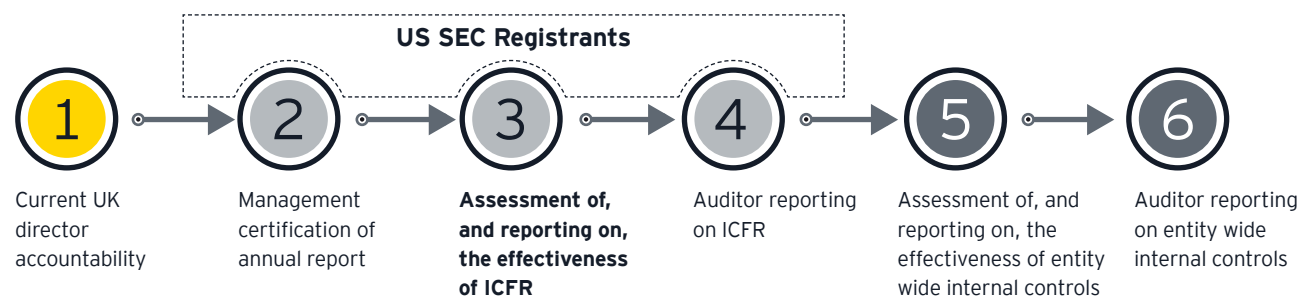 US SEC Registrants
1
2
3
4
5
6
Current UK
director
accountability
Management
certification of
annual report
Assessment of,
and reporting on,
the effectiveness
of ICFR
Auditor reporting
on ICFR
Assessment of, and
reporting on, the
effectiveness of entity
wide internal controls
Auditor reporting
on entity wide
internal controls